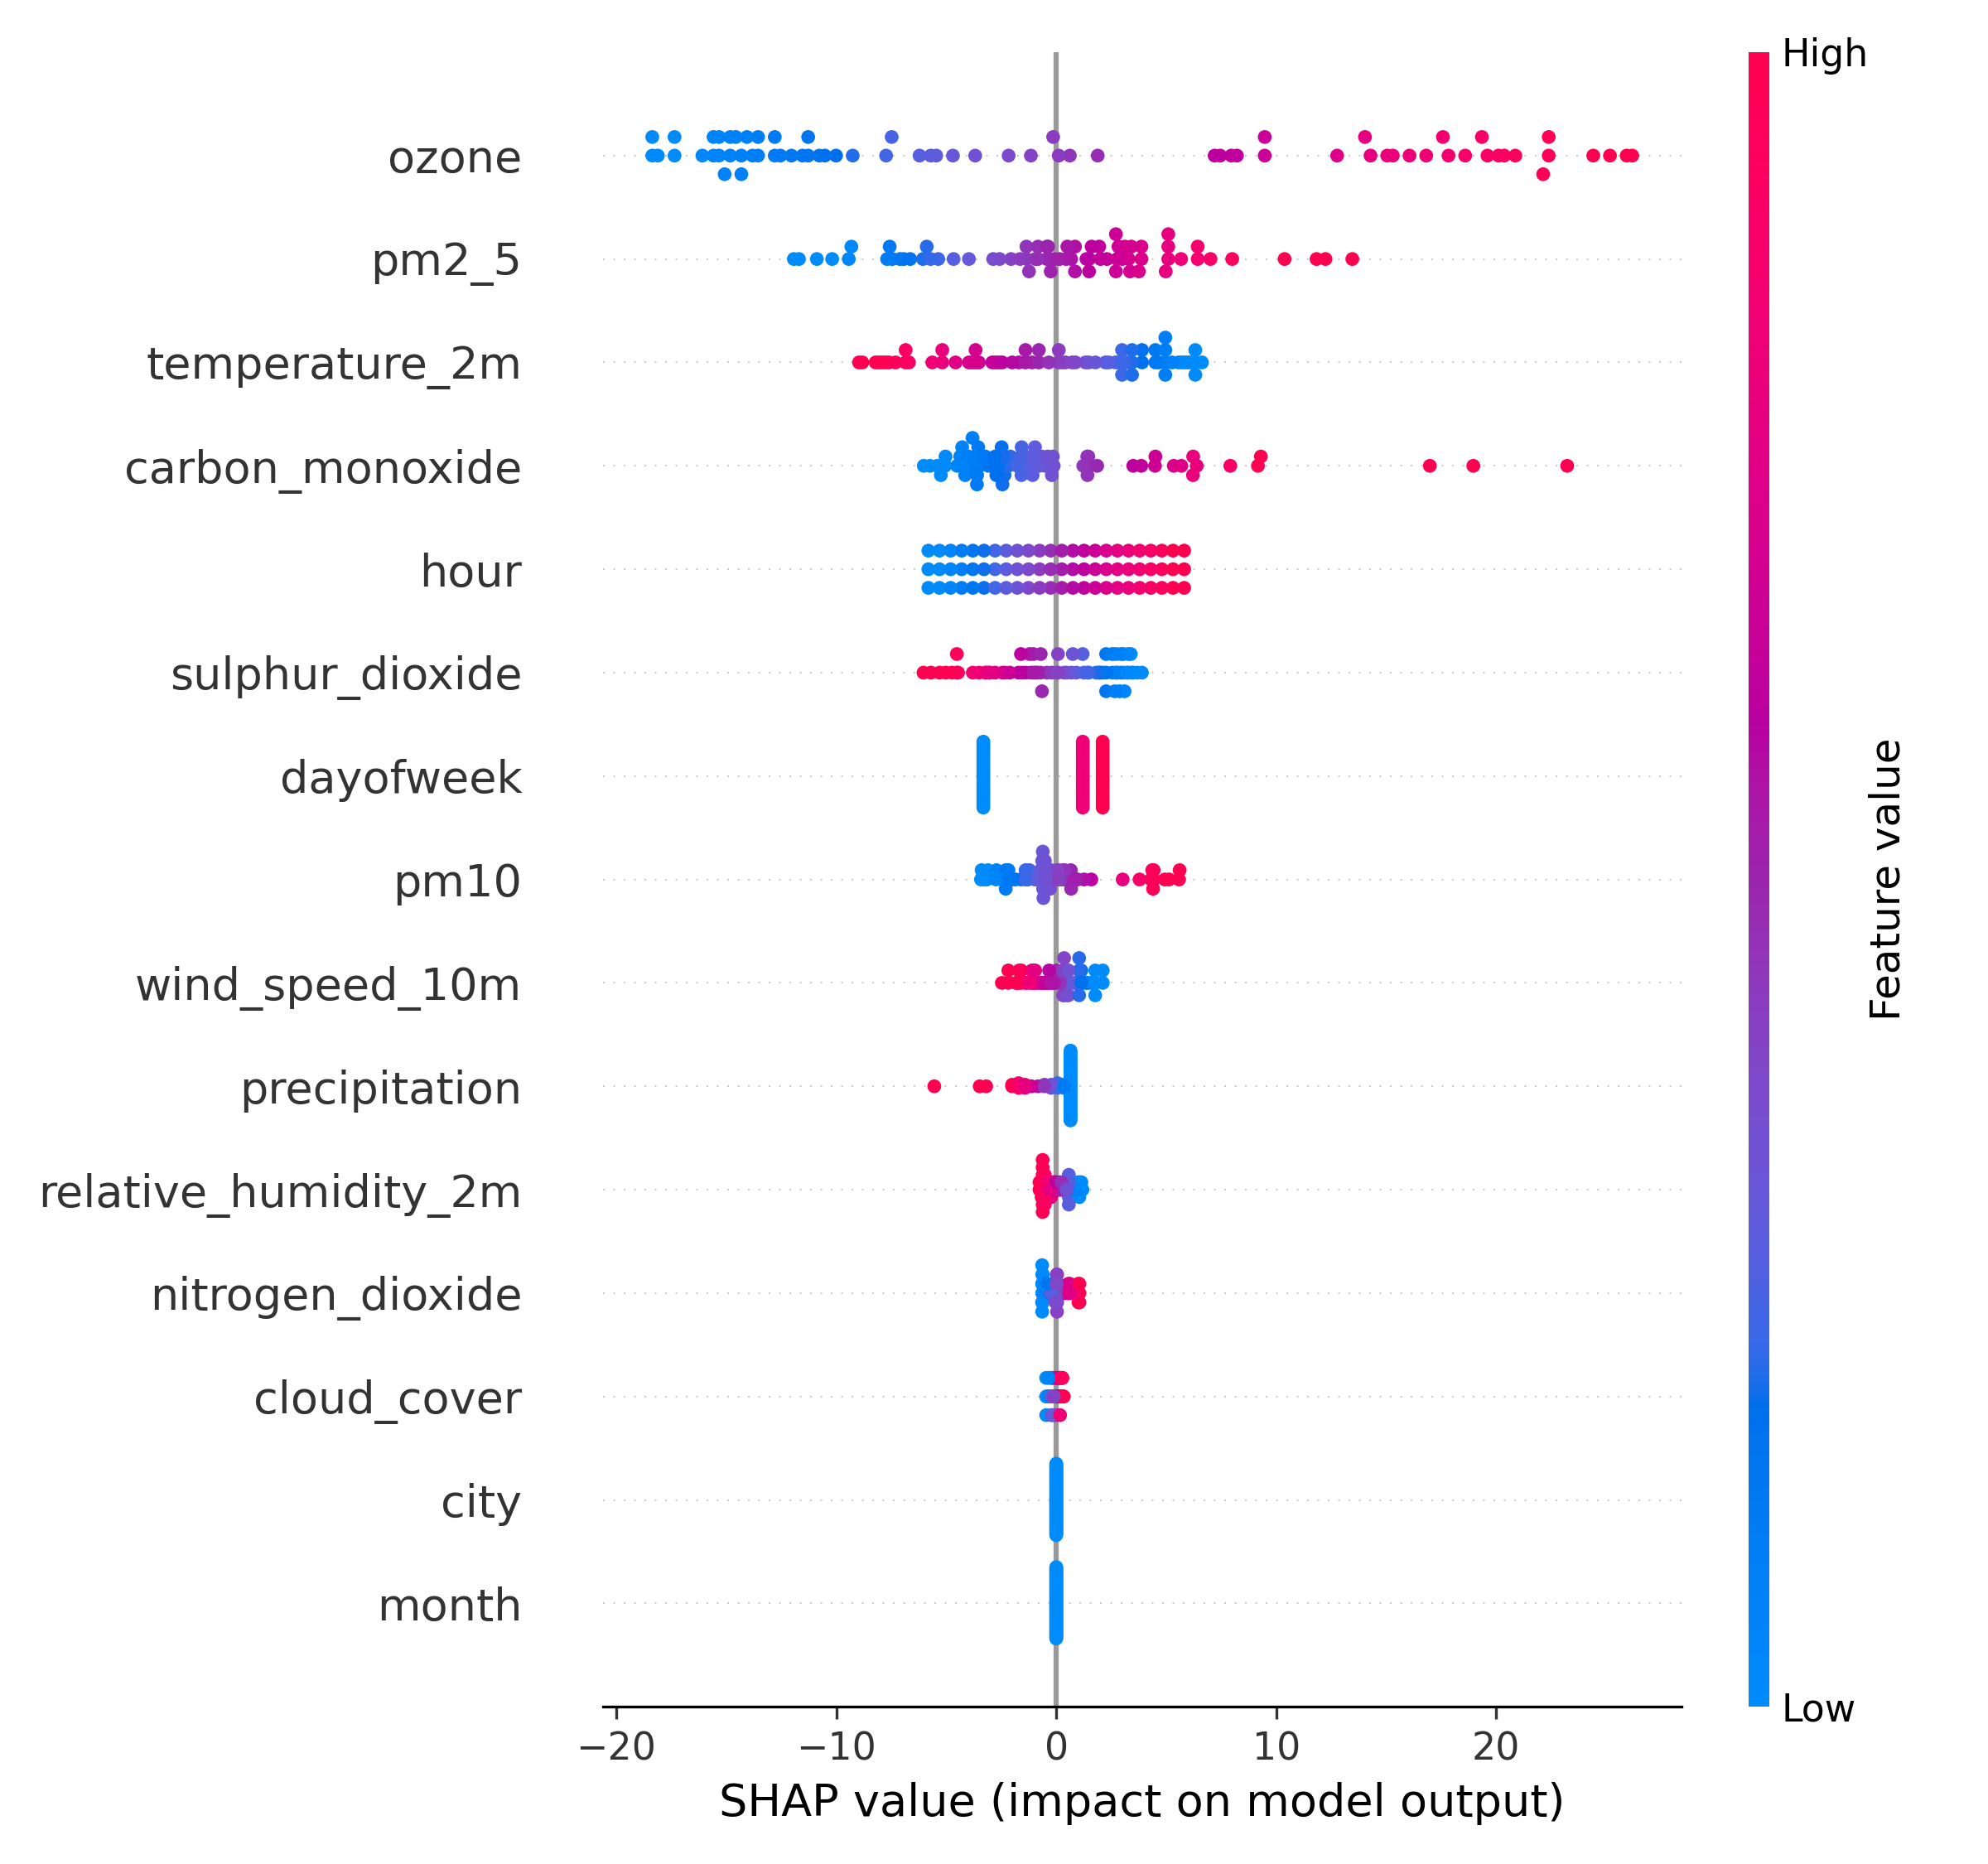 High
ozone
pm2_5
temperature_2m
carbon_monoxide
hour
sulphur_dioxide
dayofweek
pm10
wind_speed_10m
precipitation
relative_humidity_2m
nitrogen_dioxide
cloud_cover
city
month
Feature value
Low
−20 −10 0 10 20
SHAP value (impact on model output)